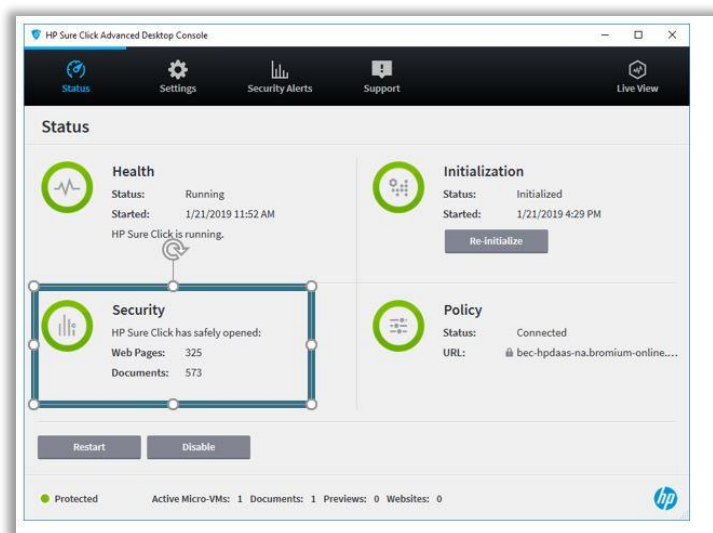 HP Sure Click Advanced Desktop Console
Status Settings Security Alerts Support Live View
Status
Health
Status: Running
Started: 1/21/2019 11:52 AM
HP Sure Click is running.
Initialization
Status: Initialized
Started: 1/21/2019 4:29 PM
Re-initialize
Security
HP Sure Click has safely opened:
Web Pages: 325
Documents: 573
Policy
Status: Connected
URL: bec-hpdaas-na.bromium-online....
Restart Disable
Protected Active Micro-VMs: 1 Documents: 1 Previews: 0 Websites: 0
hp